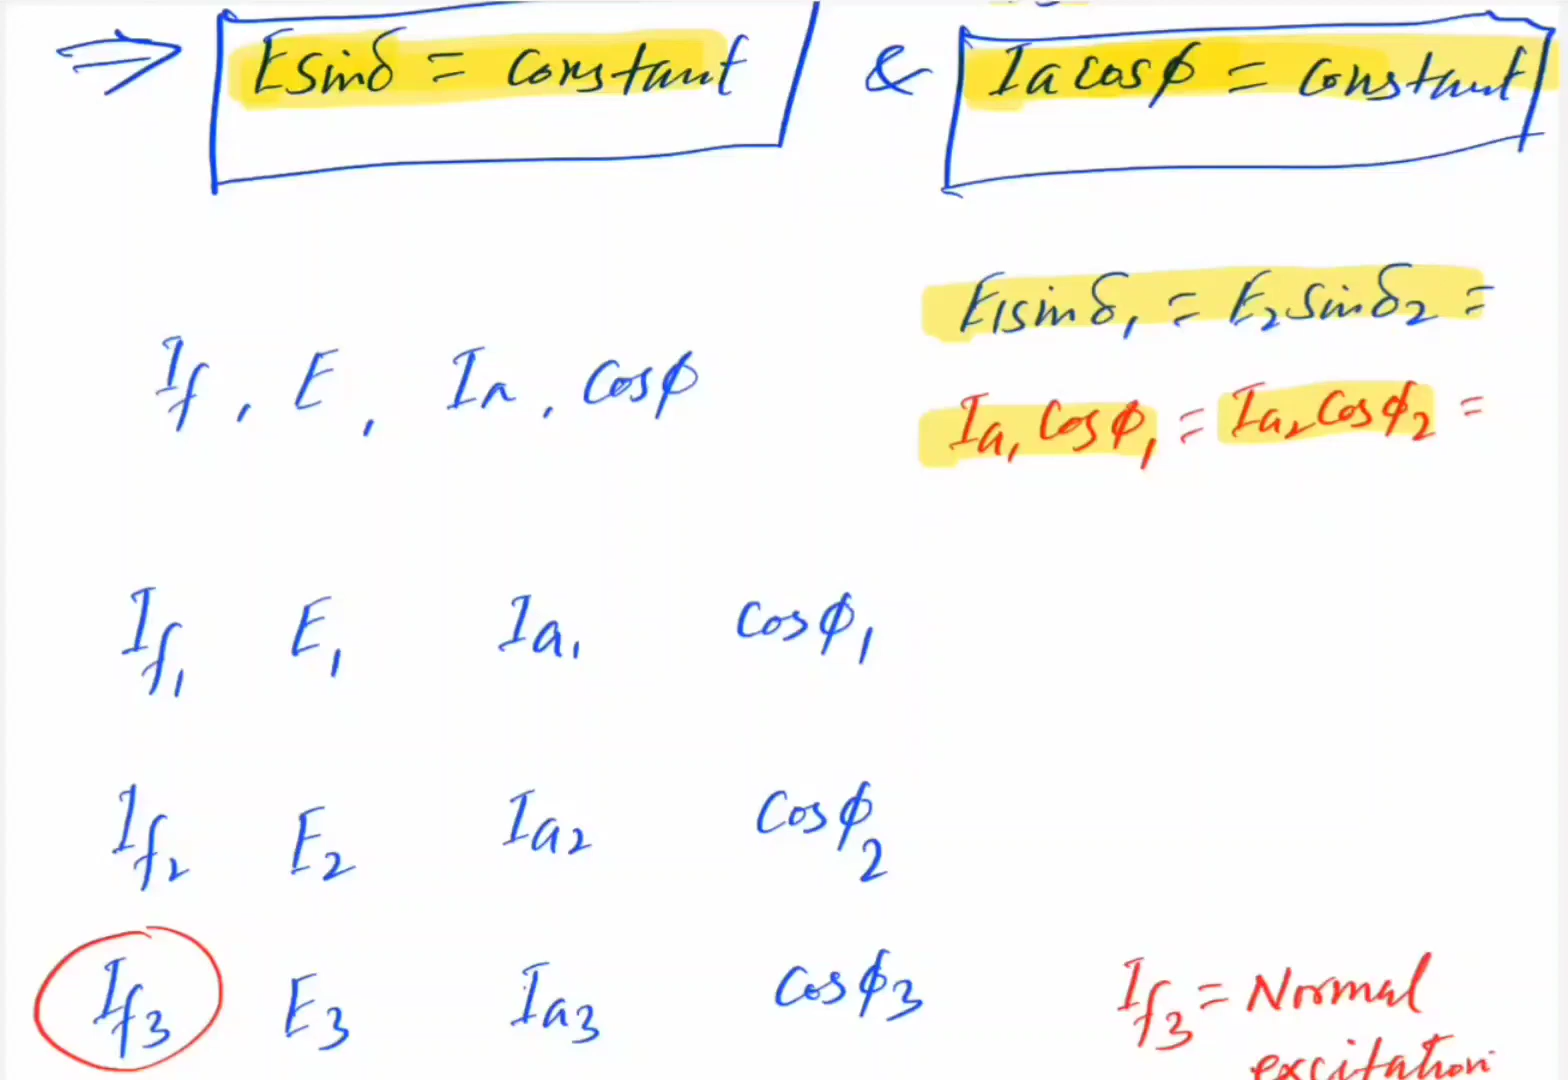 ⇒ E sinδ = constant & Ia cosϕ = constant
E1 sinδ1 = E2 sinδ2 =
If, E, Ia, cosϕ
Ia1 cosϕ1 = Ia2 cosϕ2 =
If1 E1 Ia1 cosϕ1
If2 E2 Ia2 cosϕ2
If3 E3 Ia3 cosϕ3 If3 = Normal
excitation